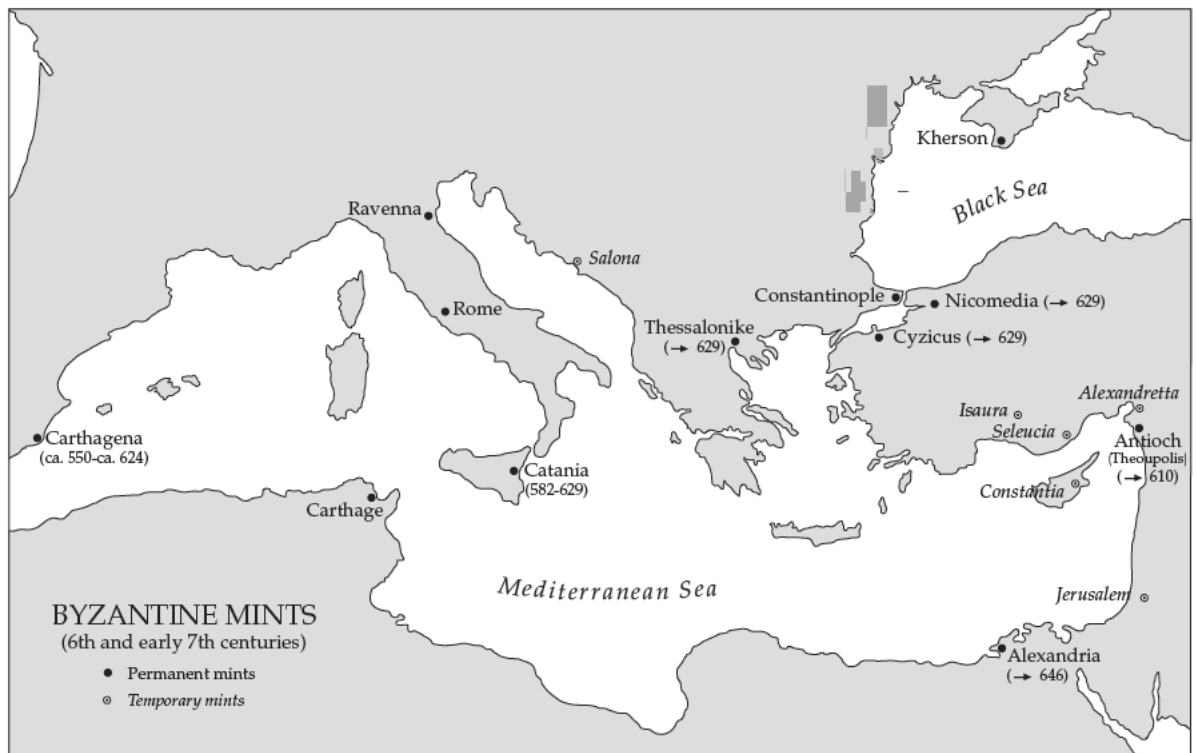 Kherson
Black Sea
Ravenna
Salona
Constantinople
Nicomedia (→ 629)
Rome
Thessalonike
(→ 629)
Cyzicus (→ 629)
Alexandretta
Isaura
Seleucia
Carthagena
(ca. 550-ca. 624)
Antioch
(Theoupolis)
(→ 610)
Catania
(582-629)
Constantia
Carthage
Mediterranean Sea
Jerusalem
BYZANTINE MINTS
(6th and early 7th centuries)
Alexandria
(→ 646)
Permanent mints
Temporary mints